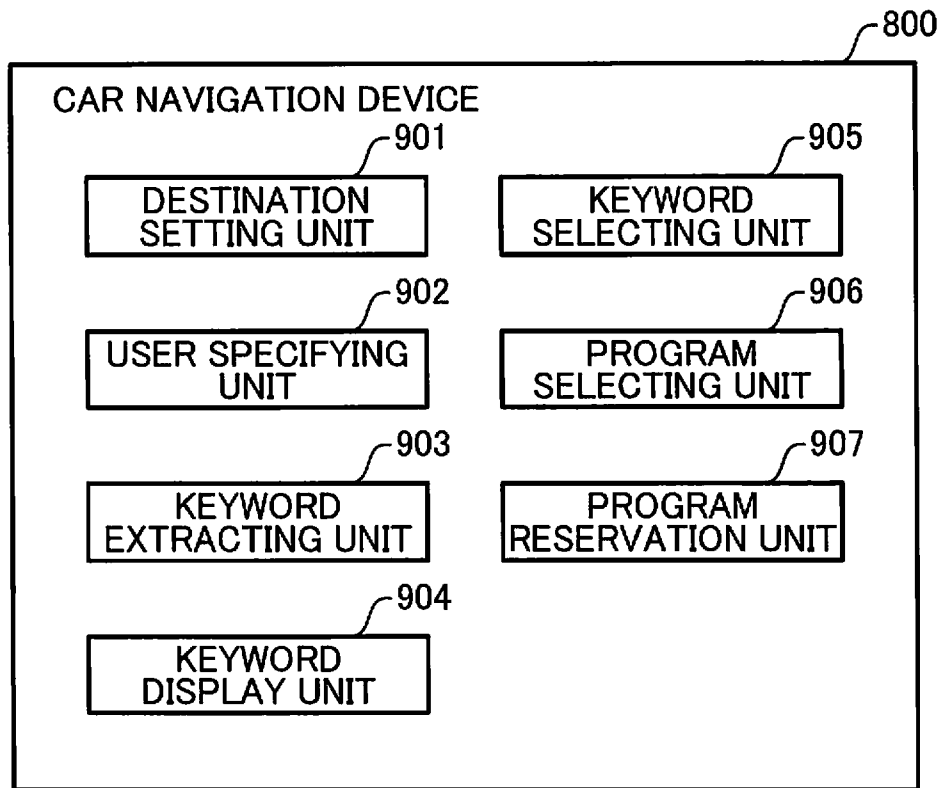 800
CAR NAVIGATION DEVICE
901
DESTINATION
SETTING UNIT
902
USER SPECIFYING
UNIT
903
KEYWORD
EXTRACTING UNIT
904
KEYWORD
DISPLAY UNIT
905
KEYWORD
SELECTING UNIT
906
PROGRAM
SELECTING UNIT
907
PROGRAM
RESERVATION UNIT